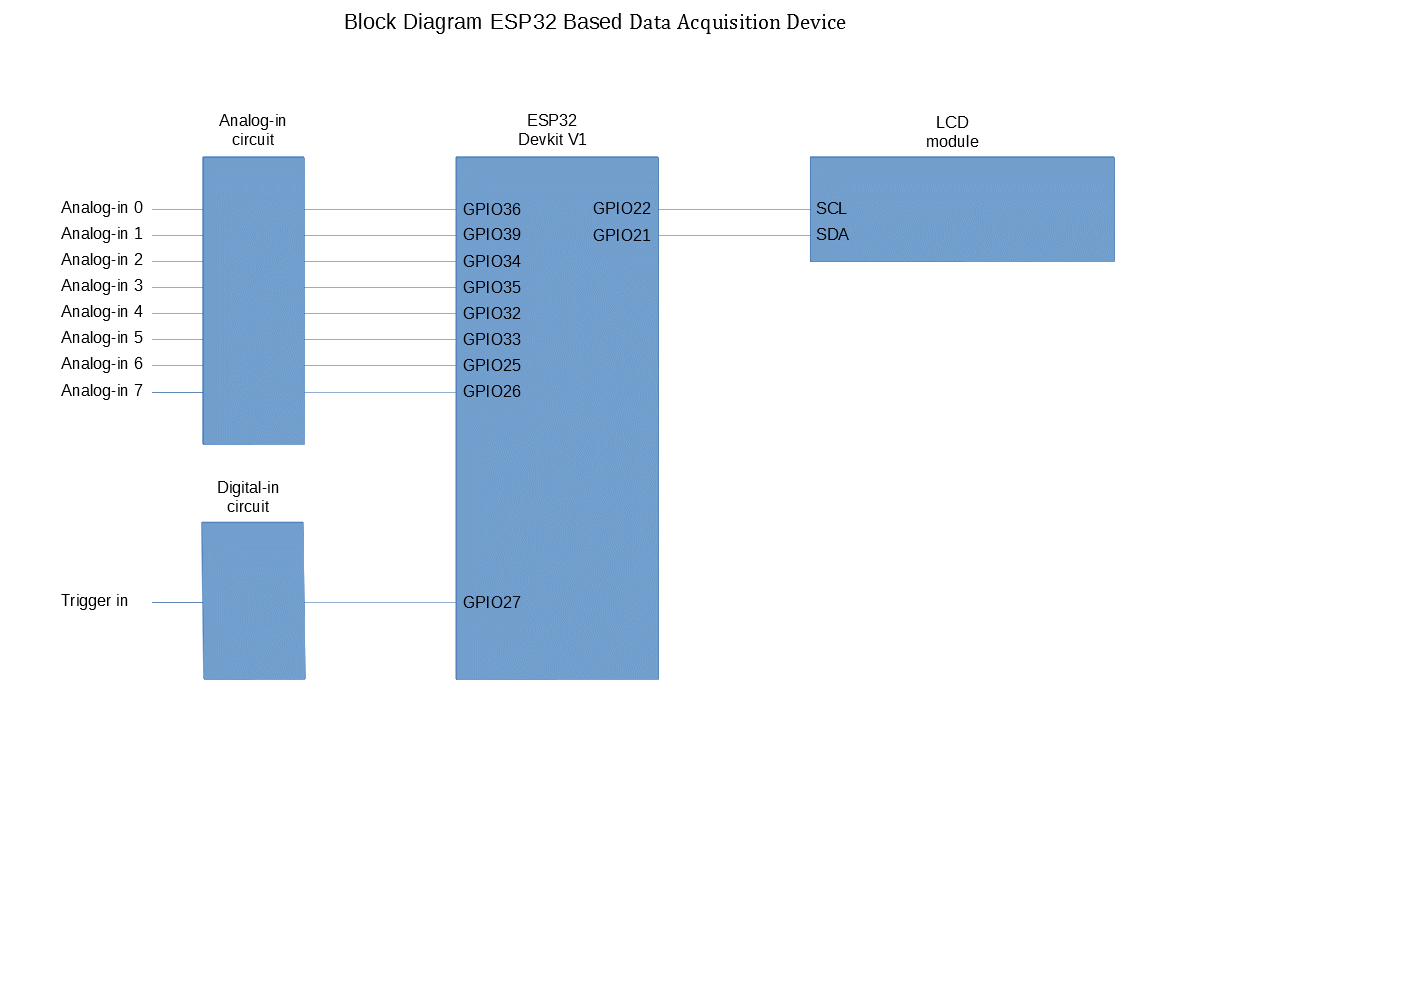 Block Diagram ESP32 Based Data Acquisition Device
Analog-in
circuit
ESP32
Devkit V1
LCD
module
Analog-in 0
Analog-in 1
Analog-in 2
Analog-in 3
Analog-in 4
Analog-in 5
Analog-in 6
Analog-in 7
GPIO36
GPIO39
GPIO34
GPIO35
GPIO32
GPIO33
GPIO25
GPIO26
GPIO22
GPIO21
SCL
SDA
Digital-in
circuit
Trigger in
GPIO27